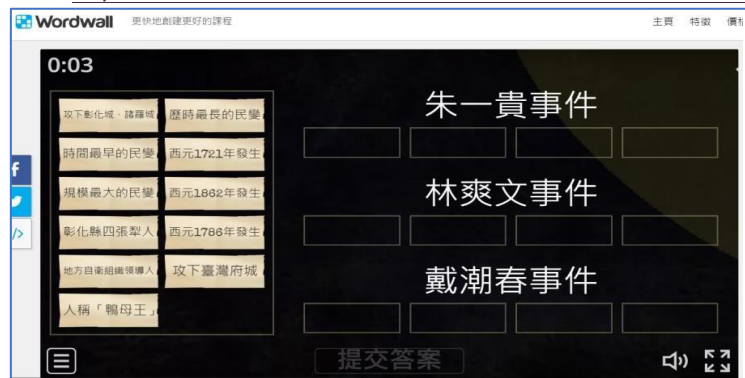 Wordwall 更快地創建更好的課程 主頁 特徵
0:03
攻下彰化城、諸羅城 歷時最長的民變
時間最早的民變 西元1721年發生
規模最大的民變 西元1862年發生
彰化縣四張犁人 西元1786年發生
地方自衛組織領導人 攻下臺灣府城
人稱「鴨母王」
朱一貴事件
林爽文事件
戴潮春事件
提交答案